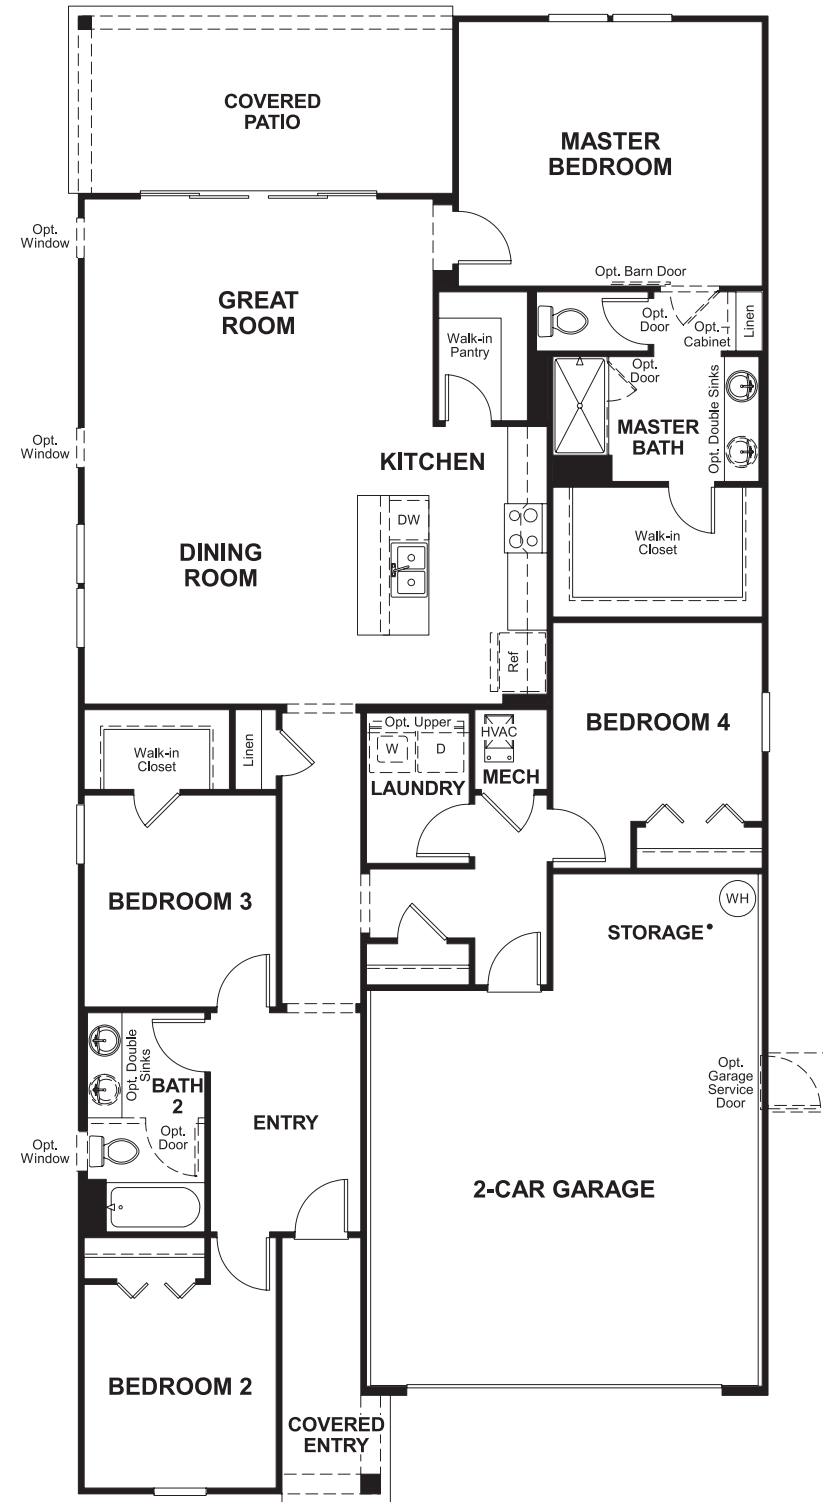 COVERED
PATIO
MASTER
BEDROOM
Opt.
Window
Opt. Barn Door
GREAT
ROOM
Walk-in
Pantry
Opt.
Door
Opt.
Cabinet
Linen
Opt.
Door
Opt. Double Sinks
MASTER
BATH
Opt.
Window
KITCHEN
DW
Walk-in
Closet
DINING
ROOM
Ref
BEDROOM 4
Walk-in
Closet
Linen
Opt. Upper
W
D
LAUNDRY
HVAC
MECH
BEDROOM 3
WH
STORAGE•
Opt. Double
Sinks
BATH
2
Opt.
Door
Opt.
Window
ENTRY
Opt.
Garage
Service
Door
2-CAR GARAGE
BEDROOM 2
COVERED
ENTRY